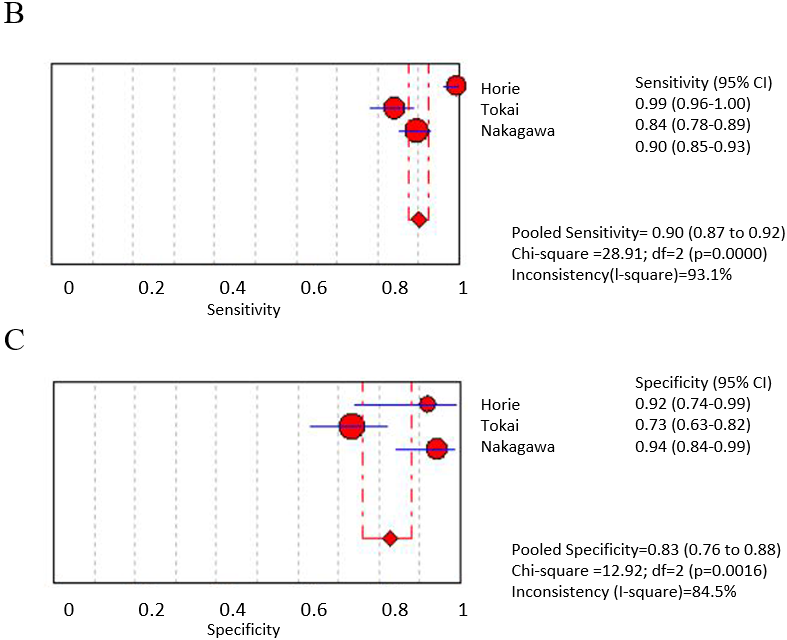 B
Horie
Tokai
Nakagawa
Sensitivity (95% CI)
0.99 (0.96-1.00)
0.84 (0.78-0.89)
0.90 (0.85-0.93)
Pooled Sensitivity= 0.90 (0.87 to 0.92)
Chi-square =28.91; df=2 (p=0.0000)
Inconsistency(I-square)=93.1%
0 0.2 0.4 0.6 0.8 1
Sensitivity
C
Horie
Tokai
Nakagawa
Specificity (95% CI)
0.92 (0.74-0.99)
0.73 (0.63-0.82)
0.94 (0.84-0.99)
Pooled Specificity=0.83 (0.76 to 0.88)
Chi-square =12.92; df=2 (p=0.0016)
Inconsistency (I-square)=84.5%
0 0.2 0.4 0.6 0.8 1
Specificity